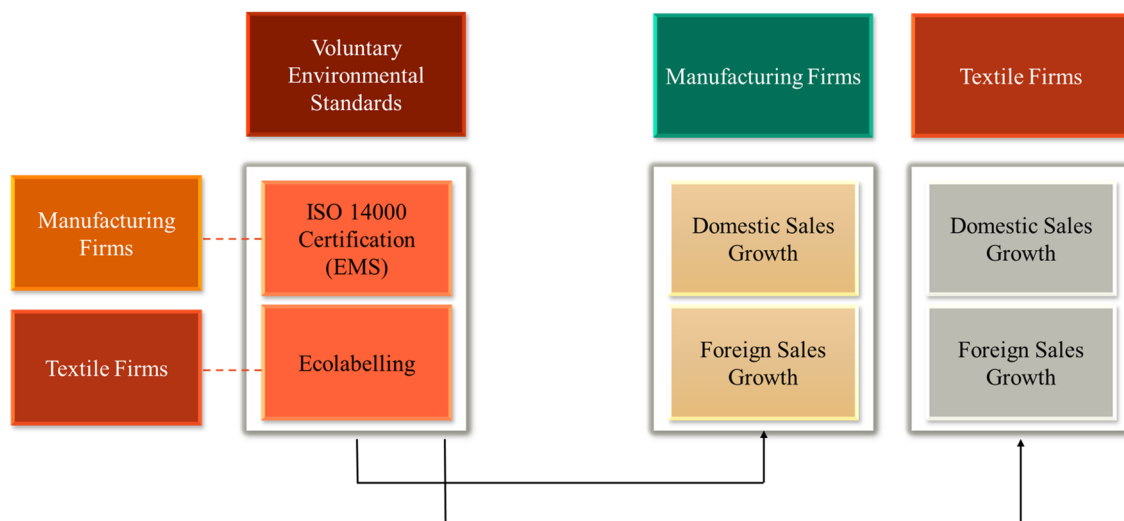 Voluntary
Environmental
Standards
Manufacturing Firms
Textile Firms
Manufacturing
Firms
ISO 14000
Certification
(EMS)
Domestic Sales
Growth
Domestic Sales
Growth
Textile Firms
Ecolabelling
Foreign Sales
Growth
Foreign Sales
Growth